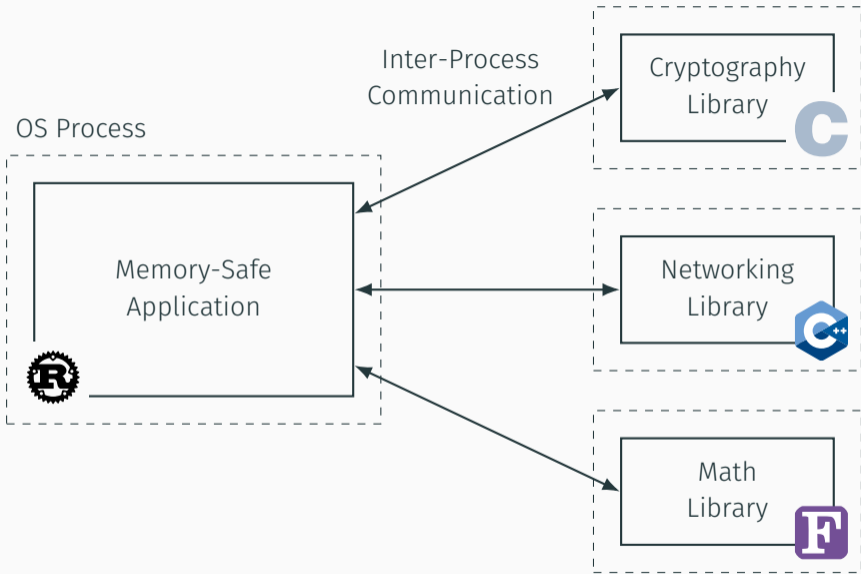 Inter-Process
Communication
OS Process
Memory-Safe
Application
R
Cryptography
Library
C
Networking
Library
C++
Math
Library
F